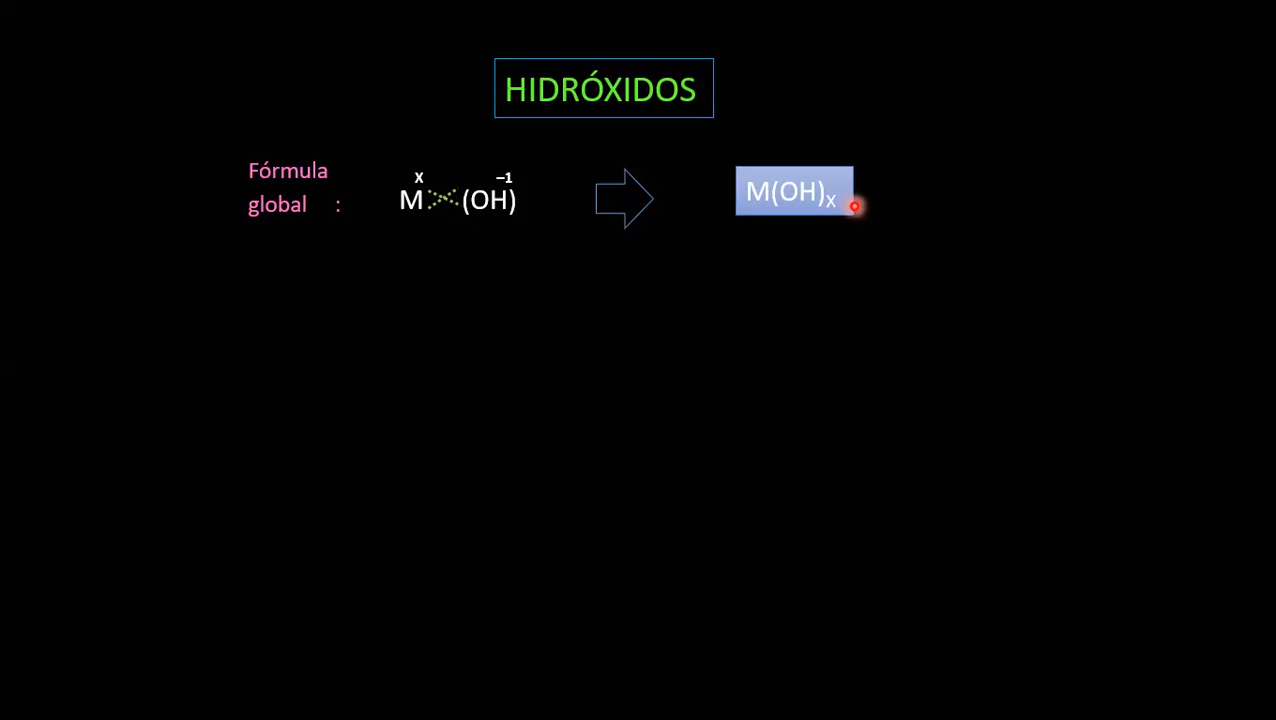 HIDRÓXIDOS
Fórmula
global :
x –1
M (OH)
M(OH)x